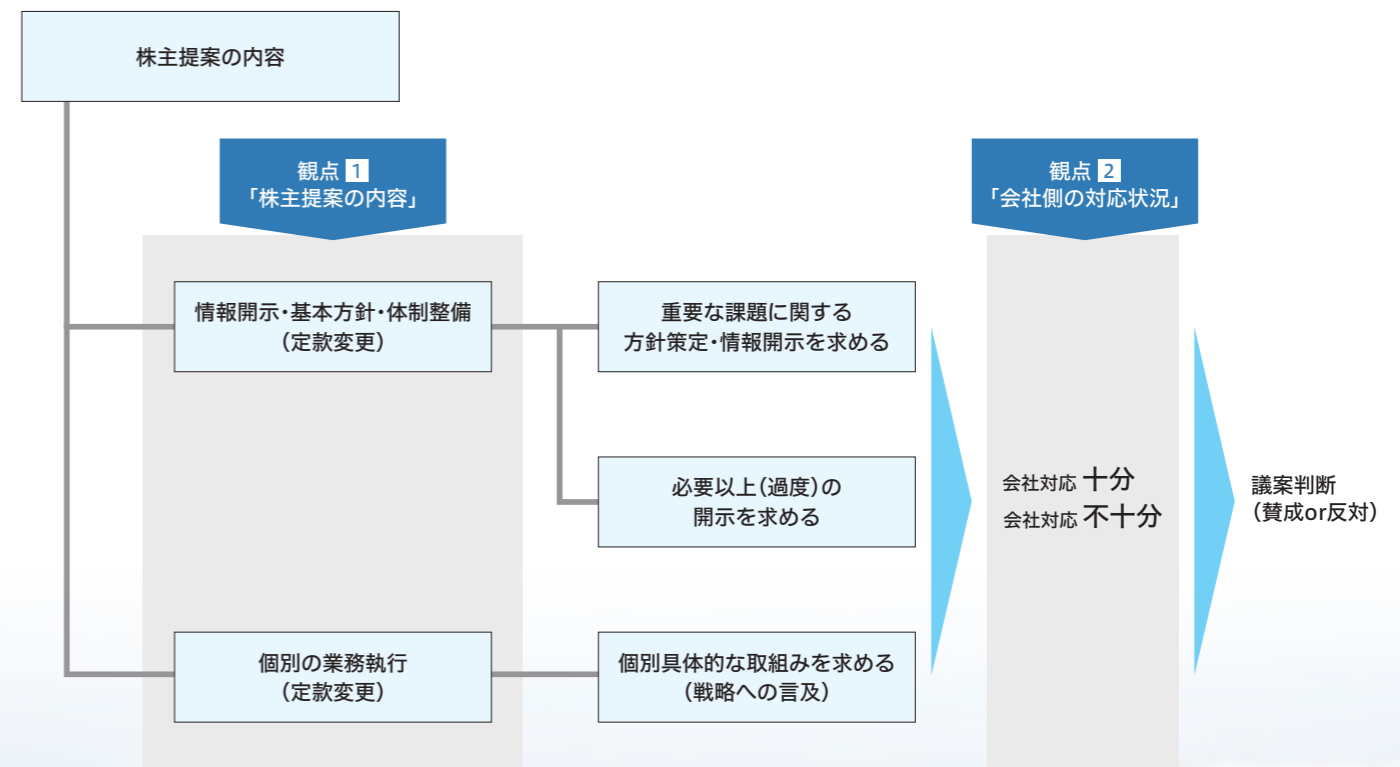 株主提案の内容
観点 1
「株主提案の内容」
観点 2
「会社側の対応状況」
情報開示・基本方針・体制整備
（定款変更）
重要な課題に関する
方針策定・情報開示を求める
必要以上（過度）の
開示を求める
個別の業務執行
（定款変更）
個別具体的な取組みを求める
（戦略への言及）
会社対応 十分
会社対応 不十分
議案判断
（賛成or反対）